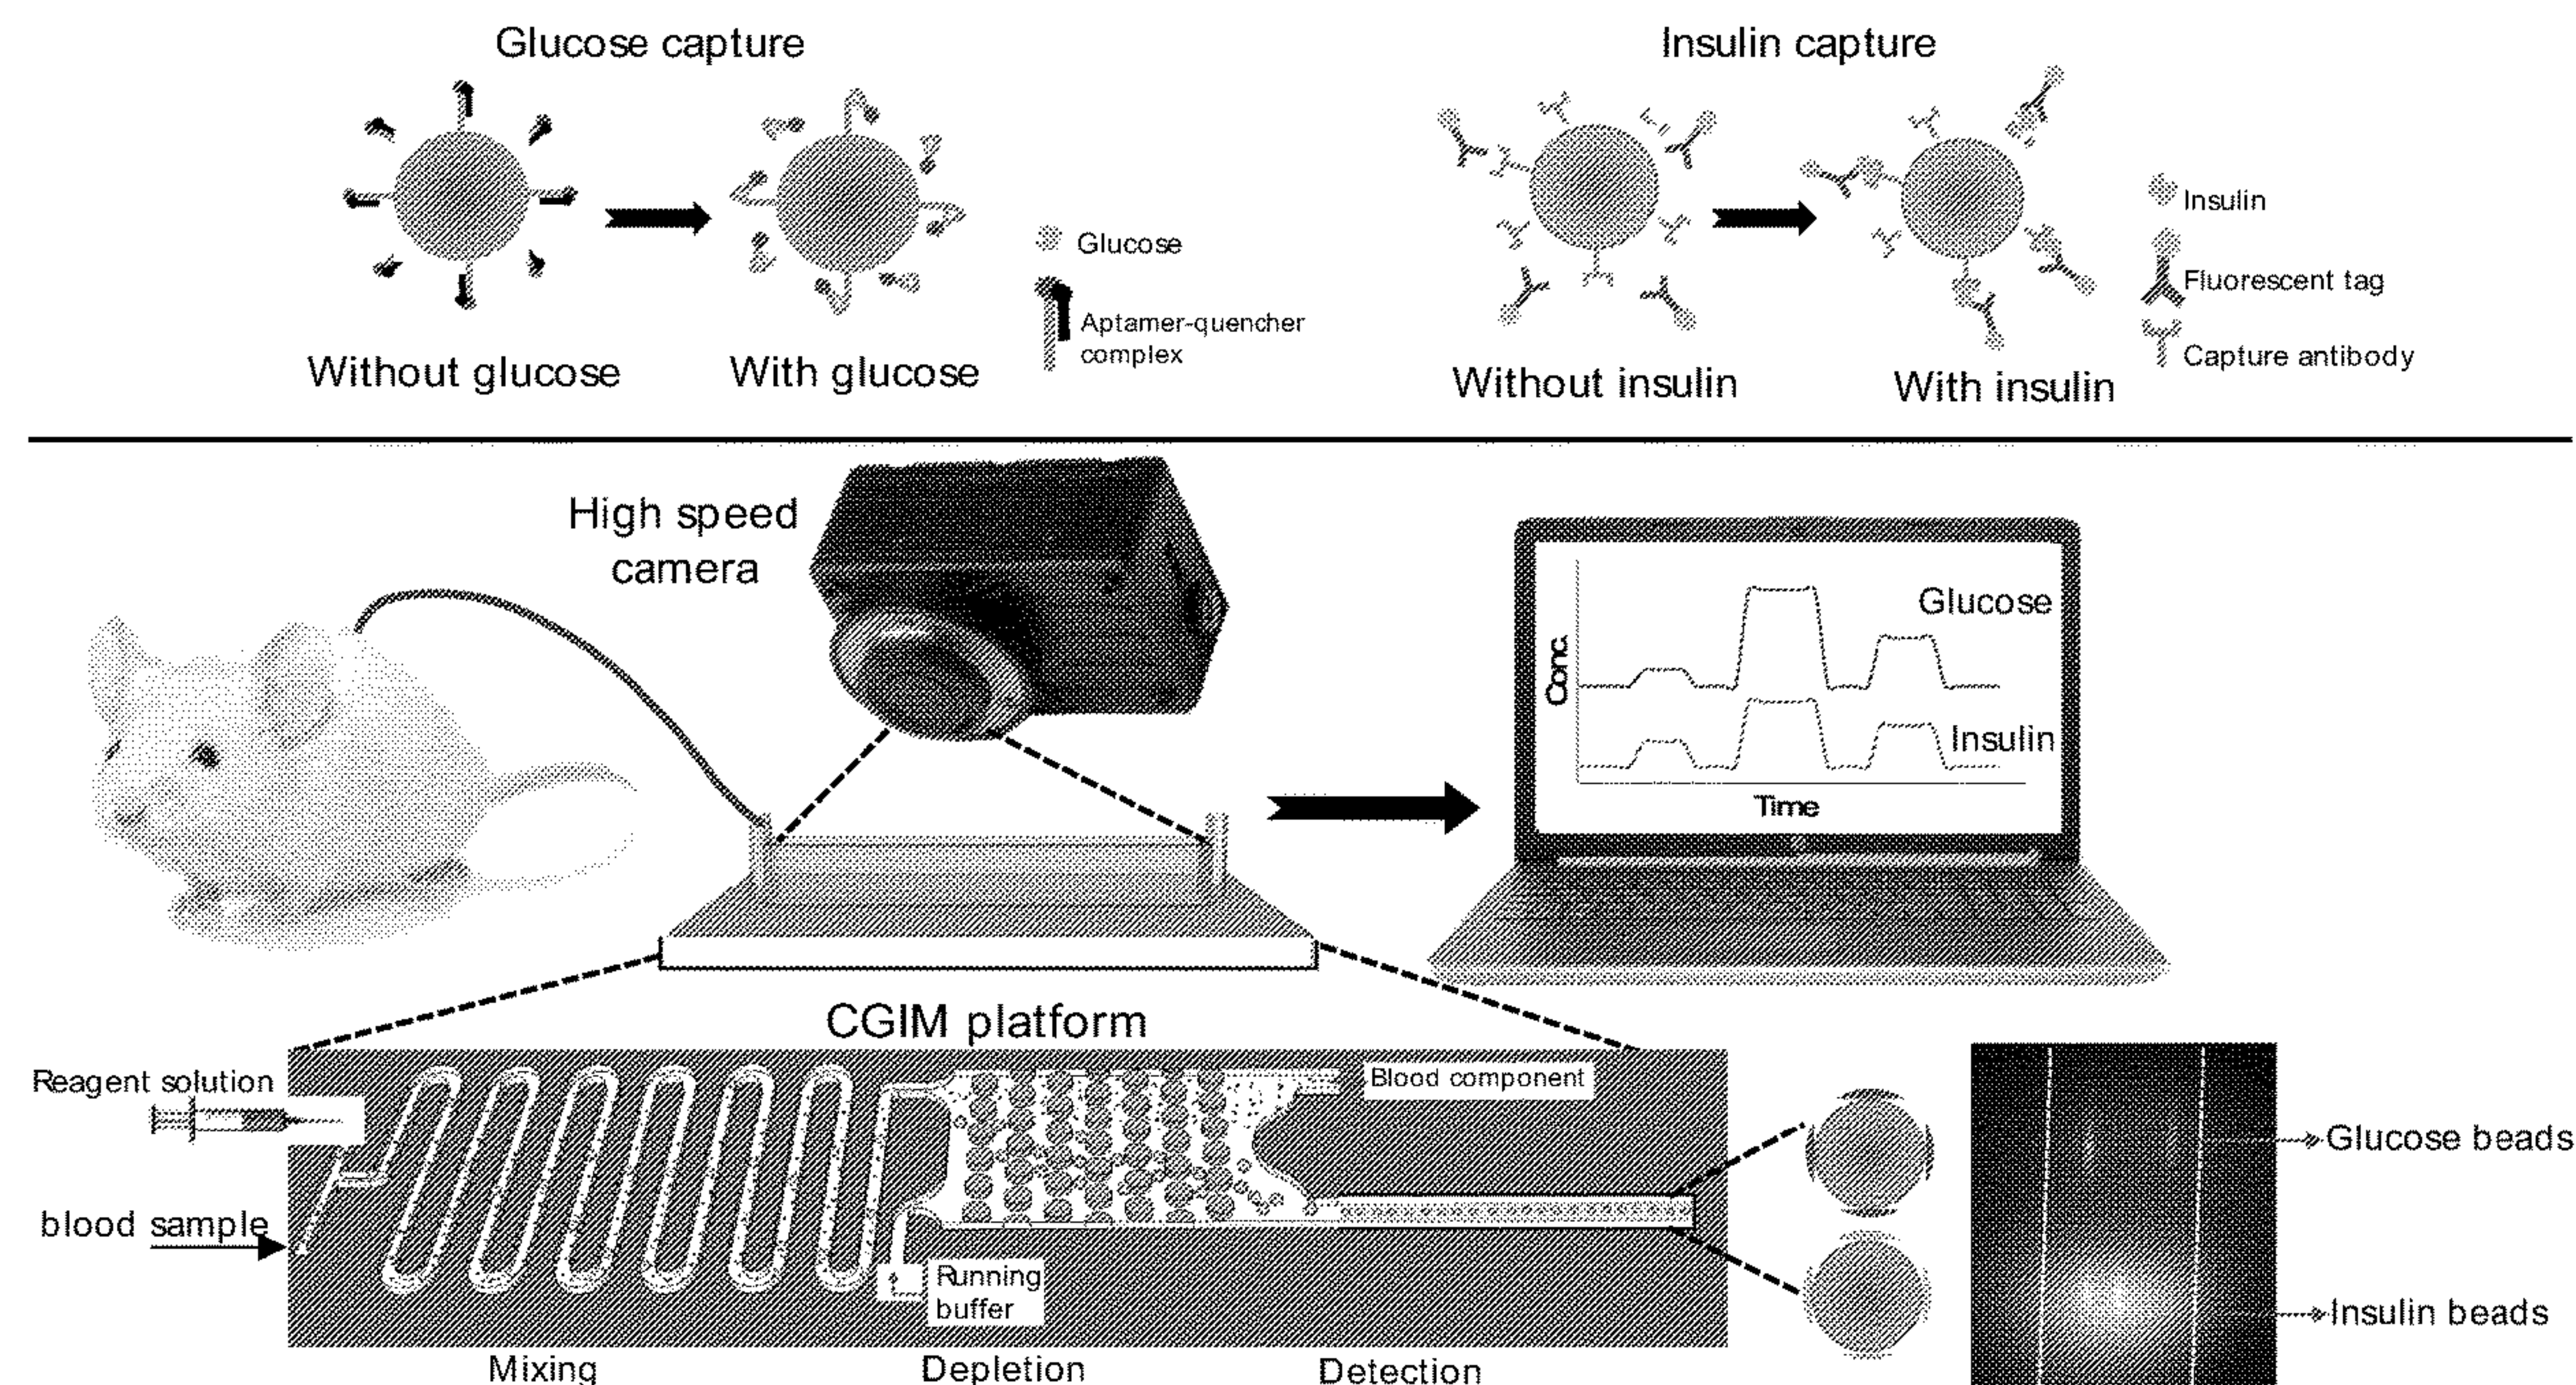 Glucose capture
Insulin capture
Glucose
Aptamer-quencher
complex
Without glucose
With glucose
Insulin
Fluorescent tag
Capture antibody
Without insulin
With insulin
High speed
camera
Conc.
Glucose
Insulin
Time
CGIM platform
Reagent solution
Blood component
blood sample
Running
buffer
Glucose beads
Insulin beads
Mixing
Depletion
Detection